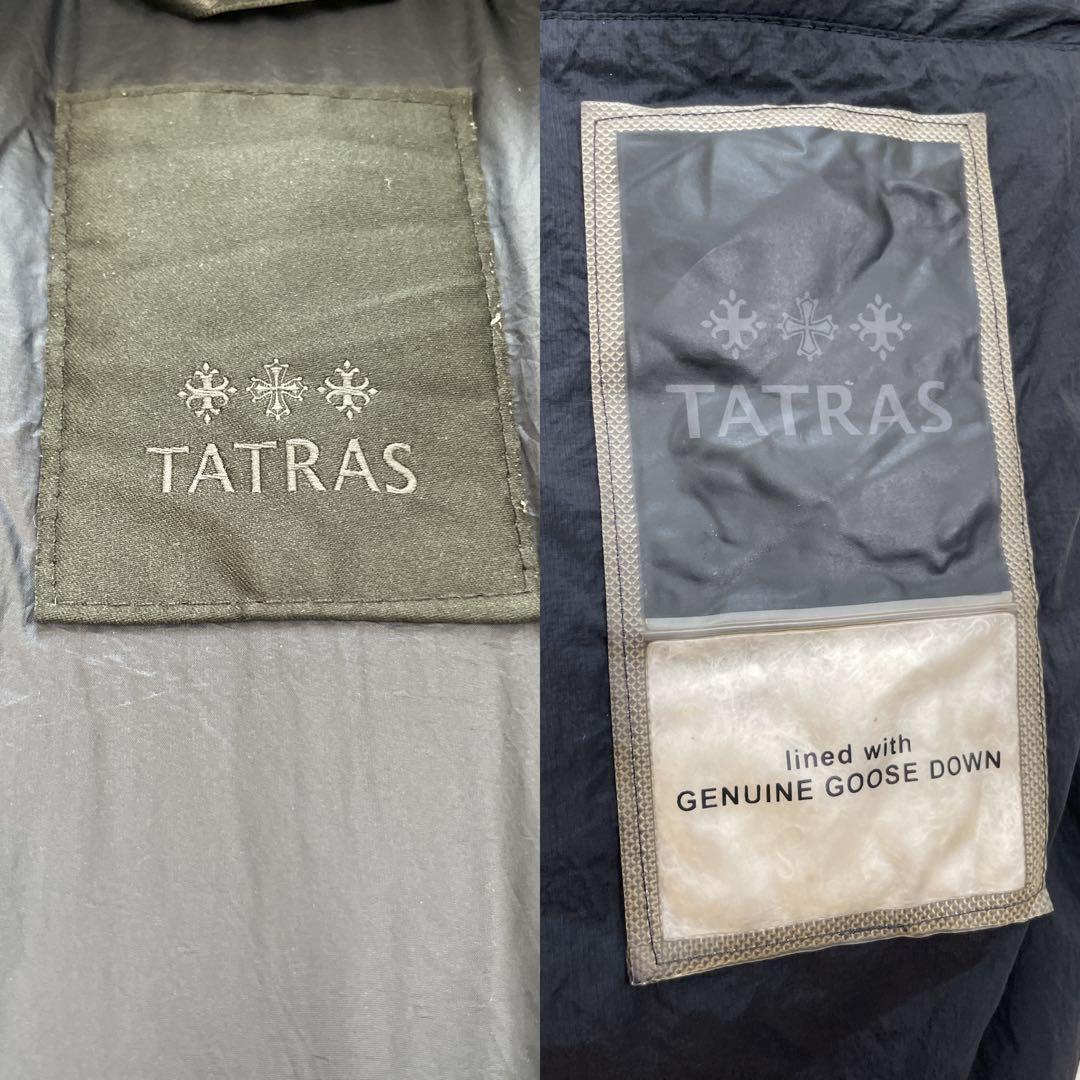 TATRAS
TATRAS
lined with
GENUINE GOOSE DOWN